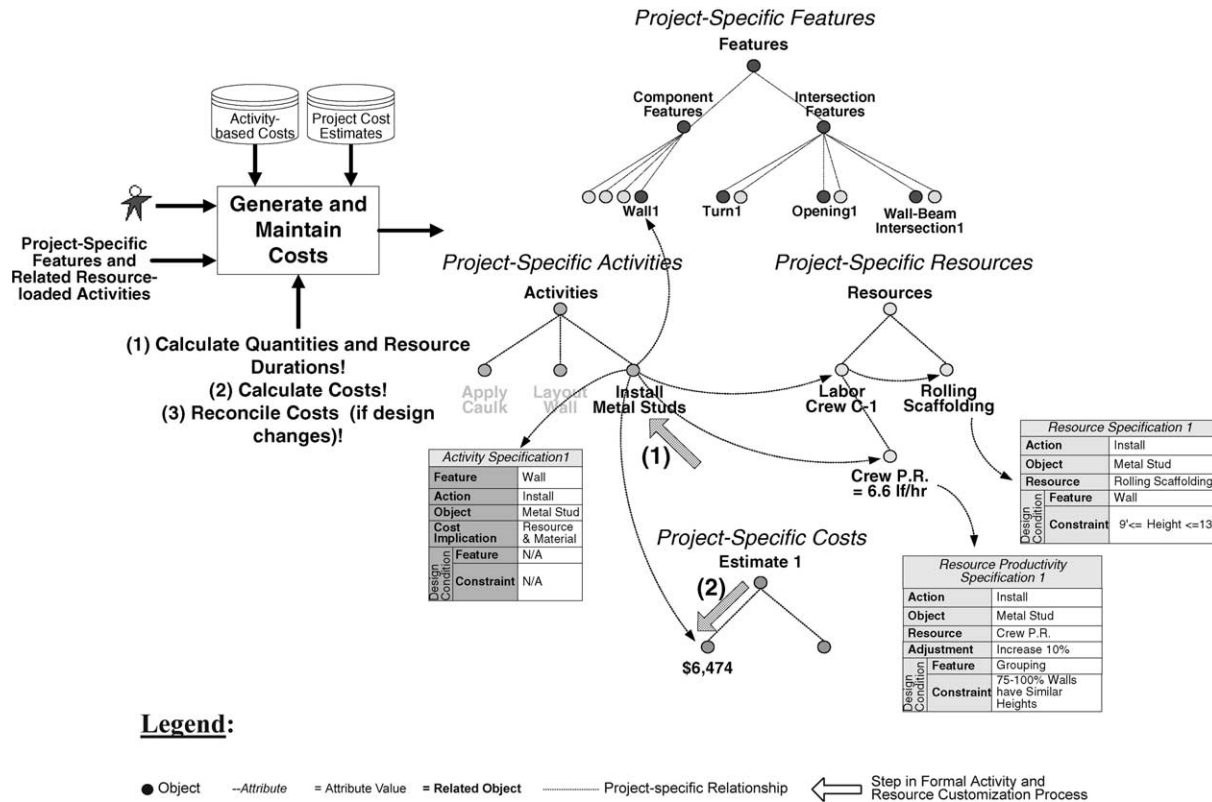 Project-Specific Features
Features
Component
Features
Intersection
Features
Wall1
Turn1
Opening1
Wall-Beam
Intersection1
Activity-
based Costs
Project Cost
Estimates
Generate and
Maintain
Costs
Project-Specific
Features and
Related Resource-
loaded Activities
(1) Calculate Quantities and Resource
Durations!
(2) Calculate Costs!
(3) Reconcile Costs (if design
changes)!
Project-Specific Activities
Activities
Apply
Caulk
Layout
Wall
Install
Metal Studs
(1)
Project-Specific Resources
Resources
Labor
Crew C-1
Rolling
Scaffolding
Crew P.R.
= 6.6 lf/hr
Activity Specification1
Feature Wall
Action Install
Object Metal Stud
Cost Implication Resource & Material
Design Condition
Feature N/A
Constraint N/A
Resource Specification 1
Action Install
Object Metal Stud
Resource Rolling Scaffolding
Design Condition
Feature Wall
Constraint 9'<= Height <=13'
Project-Specific Costs
Estimate 1
(2)
$6,474
Resource Productivity
Specification 1
Action Install
Object Metal Stud
Resource Crew P.R.
Adjustment Increase 10%
Design Condition
Feature Grouping
Constraint 75-100% Walls have Similar Heights
Legend:
Object --Attribute = Attribute Value = Related Object Project-specific Relationship Step in Formal Activity and
Resource Customization Process